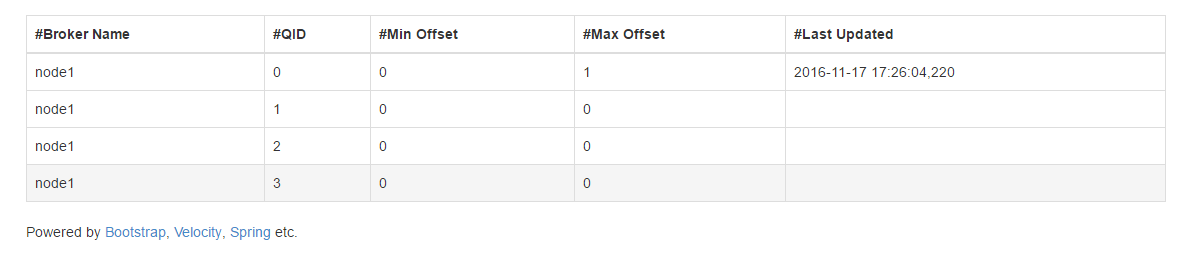 #Broker Name #QID #Min Offset #Max Offset #Last Updated
node1 0 0 1 2016-11-17 17:26:04,220
node1 1 0 0
node1 2 0 0
node1 3 0 0
Powered by Bootstrap, Velocity, Spring etc.